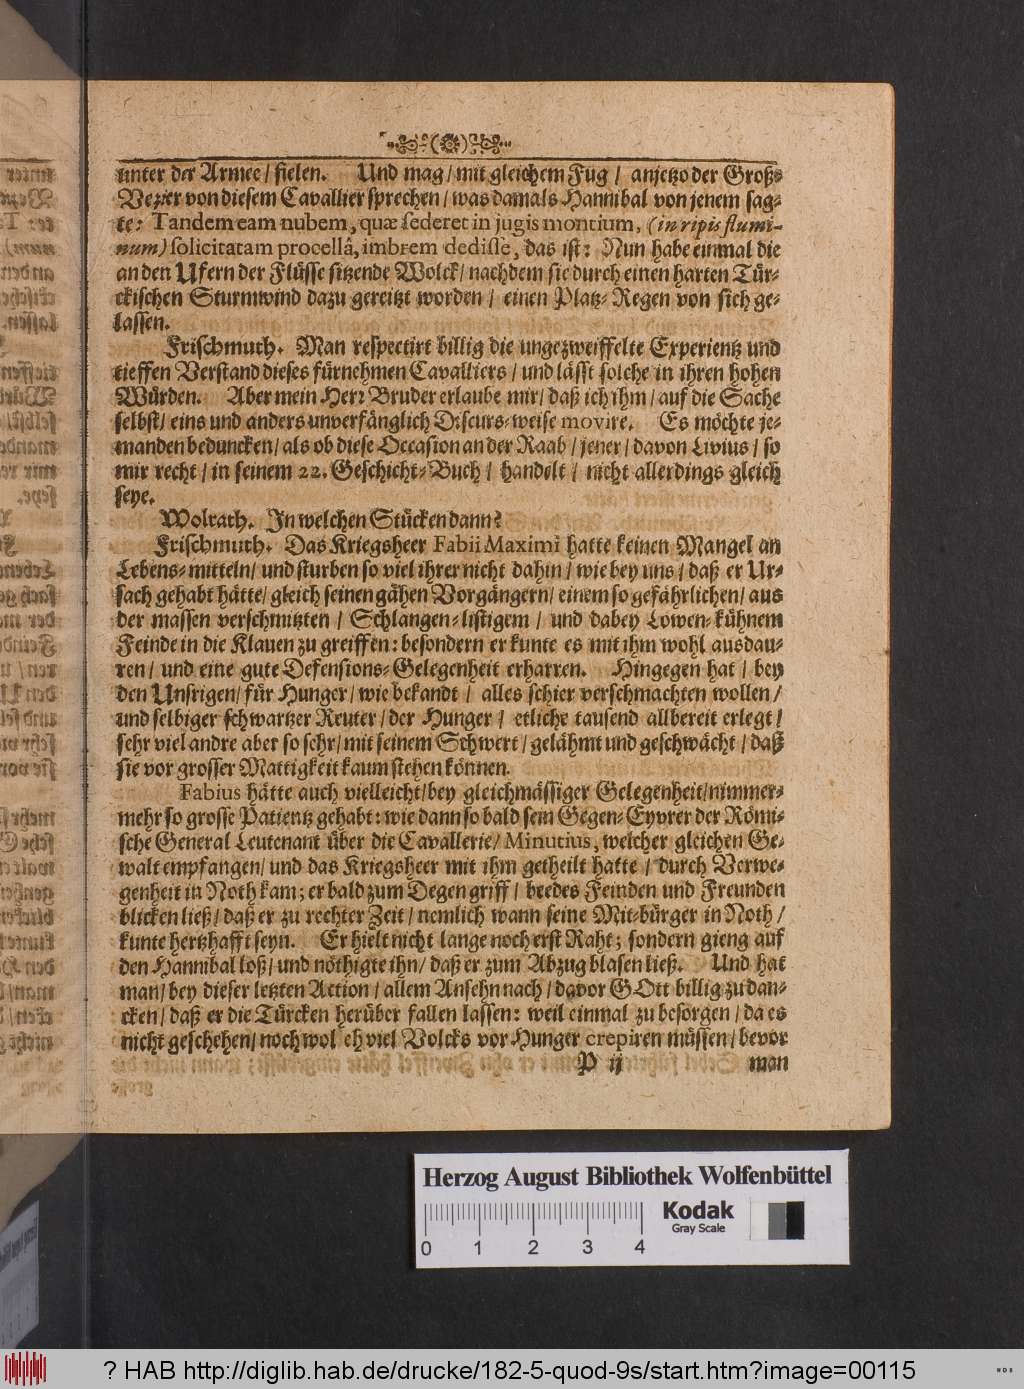 unter der Armee / fielen. Und mag / mit gleichem Fug / anjetzo der Groß-
Vezier von diesem Cavallier sprechen / was damals Hannibal von jenem sag-
te: Tandem eam nubem, quæ sederet in jugis montium, (in ripis flumi-
num) solicitatam procellâ, imbrem dedisse, das ist: Nun habe einmal die
an den Ufern der Flüsse sitzende Wolck / nachdem sie durch einen harten Tür-
ckischen Sturmwind dazu gereitzt worden / einen Platz-Regen von sich ge-
lassen.
Frischmuth. Man respectirt billig die ungezweiffelte Experientz und
tieffen Verstand dieses fürnehmen Cavalliers / und lässt solche in ihren hohen
Würden. Aber mein Herr Bruder erlaube mir / daß ich ihm / auf die Sache
selbst / eins und anders unverfänglich Discurs-weise movire. Es möchte je-
manden beduncken / als ob diese Occasion an der Raab / jener / davon Livius / so
mir recht / in seinem 22. Geschicht-Buch / handelt / nicht allerdings gleich
seye.
Wolrath. In welchen Stücken dann?
Frischmuth. Das Kriegsheer Fabii Maximi hatte keinen Mangel an
Lebens-mitteln / und sturben so viel ihrer nicht dahin / wie bey uns / daß er Ur-
sach gehabt hätte / gleich seinen gähen Vorgängern / einem so gefährlichen / aus
der massen verschmitzten / Schlangen-listigem / und dabey Löwen-kühnem
Feinde in die Klauen zu greiffen: besondern er kunte es mit ihm wohl ausdau-
ren / und eine gute Defensions-Gelegenheit erharren. Hingegen hat / bey
den Unsrigen / für Hunger / wie bekandt / alles schier verschmachten wollen /
und selbiger schwartzer Reuter / der Hunger / etliche tausend allbereit erlegt /
sehr viel andre aber so sehr / mit seinem Schwert / gelähmt und geschwächt / daß
sie vor grosser Mattigkeit kaum stehen können.
Fabius hätte auch vielleicht / bey gleichmässiger Gelegenheit / nimmer-
mehr so grosse Patientz gehabt: wie dann so bald sein Gegen-Eyvrer der Römi-
sche General Leutenant über die Cavallerie / Minutius, welcher gleichen Ge-
walt empfangen / und das Kriegsheer mit ihm getheilt hatte / durch Verwe-
genheit in Noth kam; er bald zum Degen griff / beedes Feinden und Freunden
blicken ließ / daß er zu rechter Zeit / nemlich wann seine Mit-bürger in Noth /
kunte hertzhafft seyn. Er hielt nicht lange noch erst Raht; sondern gieng auf
den Hannibal loß / und nöthigte ihn / daß er zum Abzug blasen ließ. Und hat
man / bey dieser letzten Action / allem Ansehn nach / davor GOtt billig zu dan-
cken / daß er die Türcken herüber fallen lassen: weil einmal zu besorgen / da es
nicht geschehen / noch wol eh viel Volcks vor Hunger crepiren müssen / bevor
P ij man
Herzog August Bibliothek Wolfenbüttel
0 1 2 3 4
Kodak
Gray Scale
? HAB http://diglib.hab.de/drucke/182-5-quod-9s/start.htm?image=00115